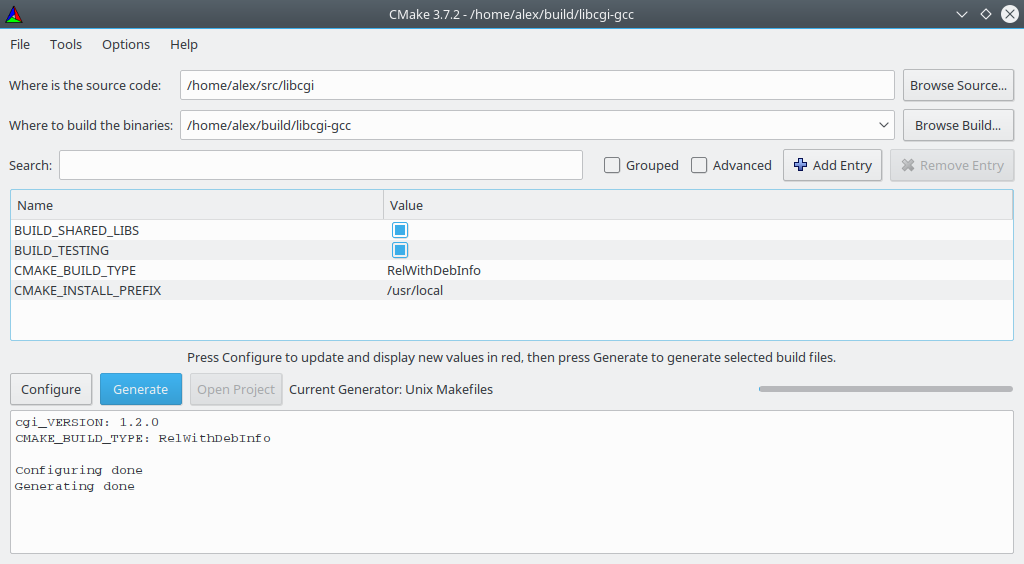 CMake 3.7.2 - /home/alex/build/libcgi-gcc
File Tools Options Help
Where is the source code: /home/alex/src/libcgi Browse Source...
Where to build the binaries: /home/alex/build/libcgi-gcc Browse Build...
Search: Grouped Advanced Add Entry Remove Entry
Name Value
BUILD_SHARED_LIBS
BUILD_TESTING
CMAKE_BUILD_TYPE RelWithDebInfo
CMAKE_INSTALL_PREFIX /usr/local
Press Configure to update and display new values in red, then press Generate to generate selected build files.
Configure Generate Open Project Current Generator: Unix Makefiles
cgi_VERSION: 1.2.0
CMAKE_BUILD_TYPE: RelWithDebInfo
Configuring done
Generating done